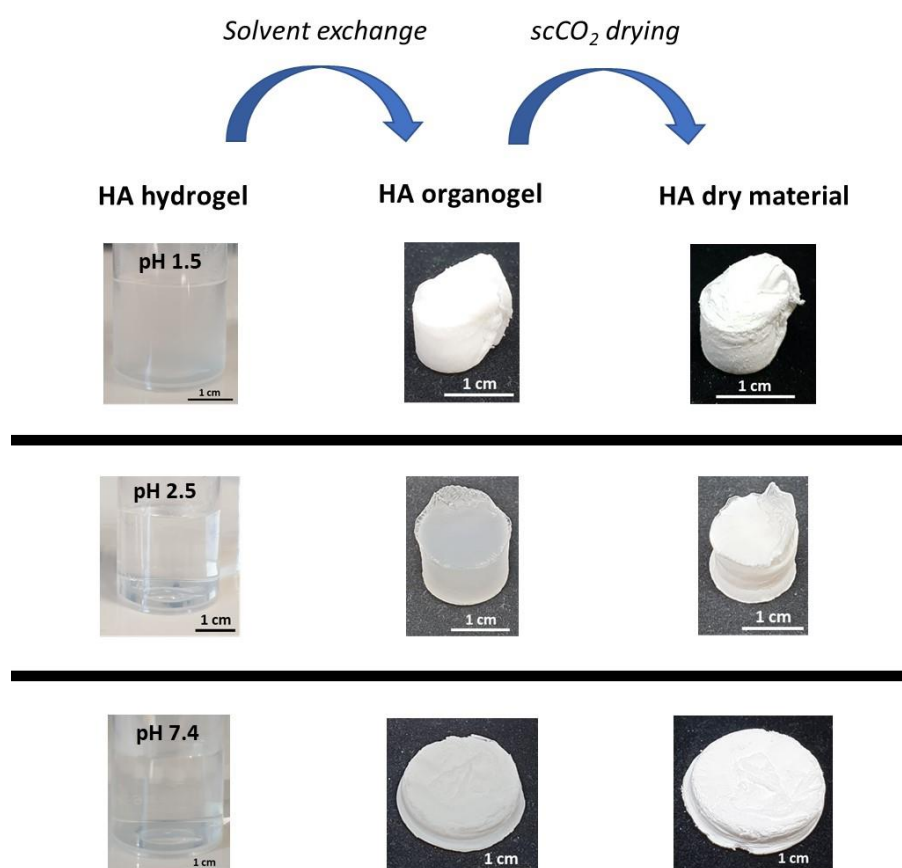 Solvent exchange
scCO2 drying
HA hydrogel
HA organogel
HA dry material
pH 1.5
1 cm
1 cm
1 cm
pH 2.5
1 cm
1 cm
1 cm
pH 7.4
1 cm
1 cm
1 cm